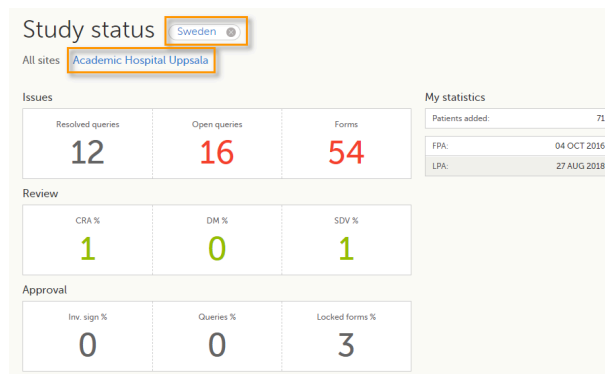 Study status Sweden
All sites Academic Hospital Uppsala
Issues
Resolved queries Open queries Forms
12 16 54
My statistics
Patients added: 71
FPA: 04 OCT 2016
LPA: 27 AUG 2018
Review
CRA % DM % SDV %
1 0 1
Approval
Inv. sign % Queries % Locked forms %
0 0 3